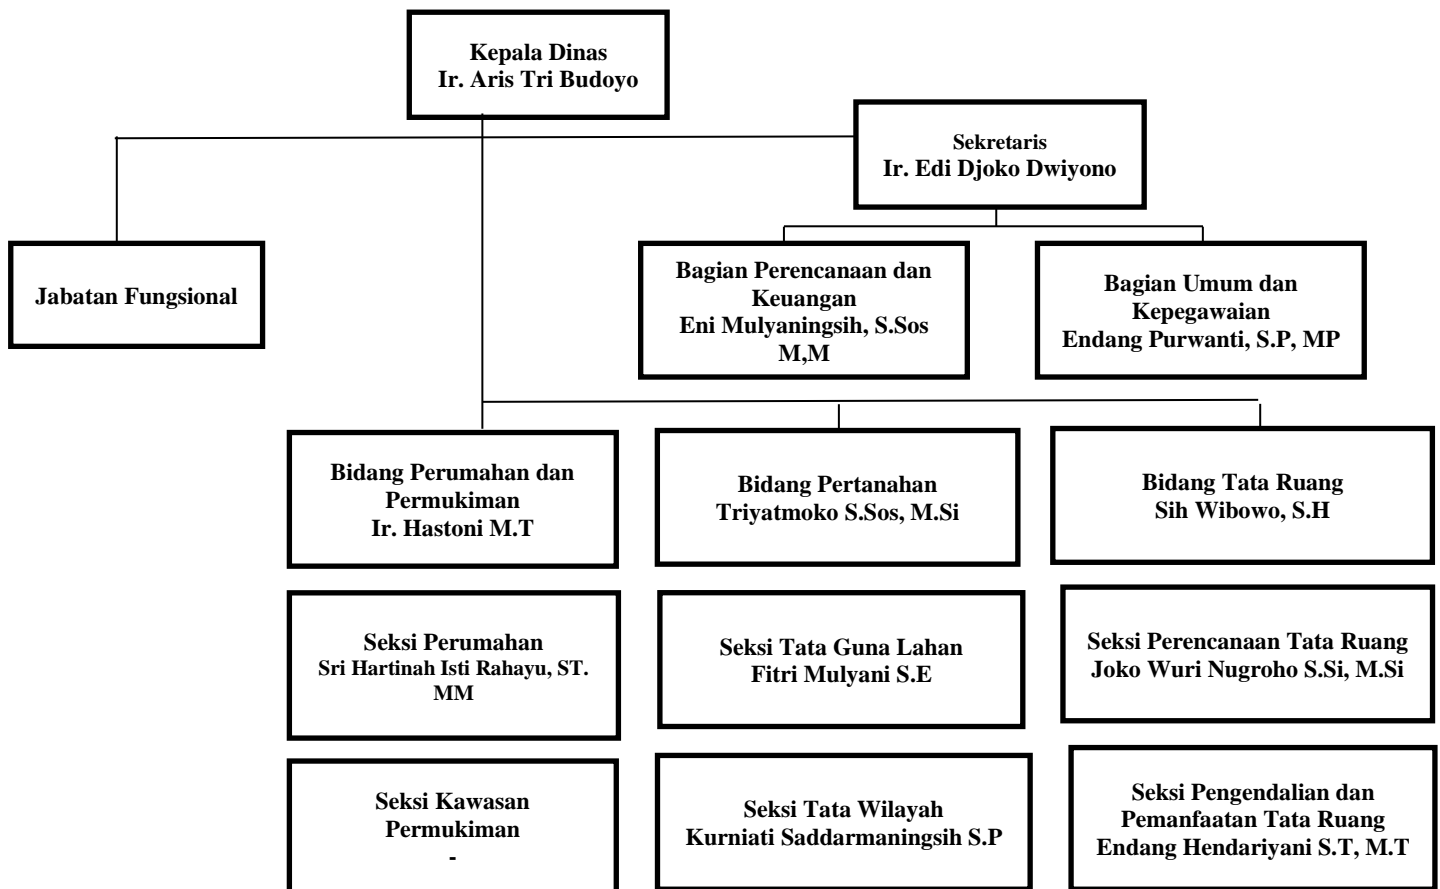 Kepala Dinas
Ir. Aris Tri Budoyo
Sekretaris
Ir. Edi Djoko Dwiyono
Jabatan Fungsional
Bagian Perencanaan dan
Keuangan
Eni Mulyaningsih, S.Sos
M,M
Bagian Umum dan
Kepegawaian
Endang Purwanti, S.P, MP
Bidang Perumahan dan
Permukiman
Ir. Hastoni M.T
Bidang Pertanahan
Triyatmoko S.Sos, M.Si
Bidang Tata Ruang
Sih Wibowo, S.H
Seksi Perumahan
Sri Hartinah Isti Rahayu, ST.
MM
Seksi Tata Guna Lahan
Fitri Mulyani S.E
Seksi Perencanaan Tata Ruang
Joko Wuri Nugroho S.Si, M.Si
Seksi Kawasan
Permukiman
-
Seksi Tata Wilayah
Kurniati Saddarmaningsih S.P
Seksi Pengendalian dan
Pemanfaatan Tata Ruang
Endang Hendariyani S.T, M.T